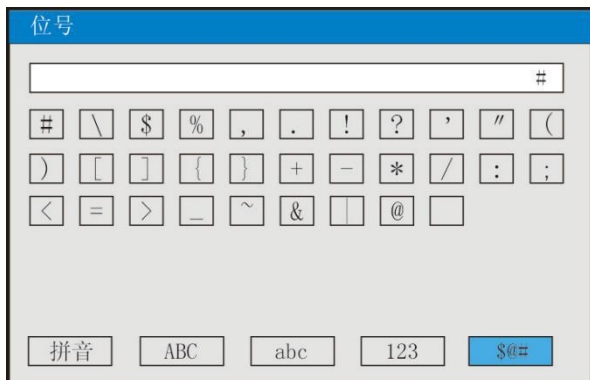 位号
#
# \ $ % , . ! ? ' " (
) [ ] { } + - * / : ;
< = > _ ~ & | @
拼音 ABC abc 123 $@#